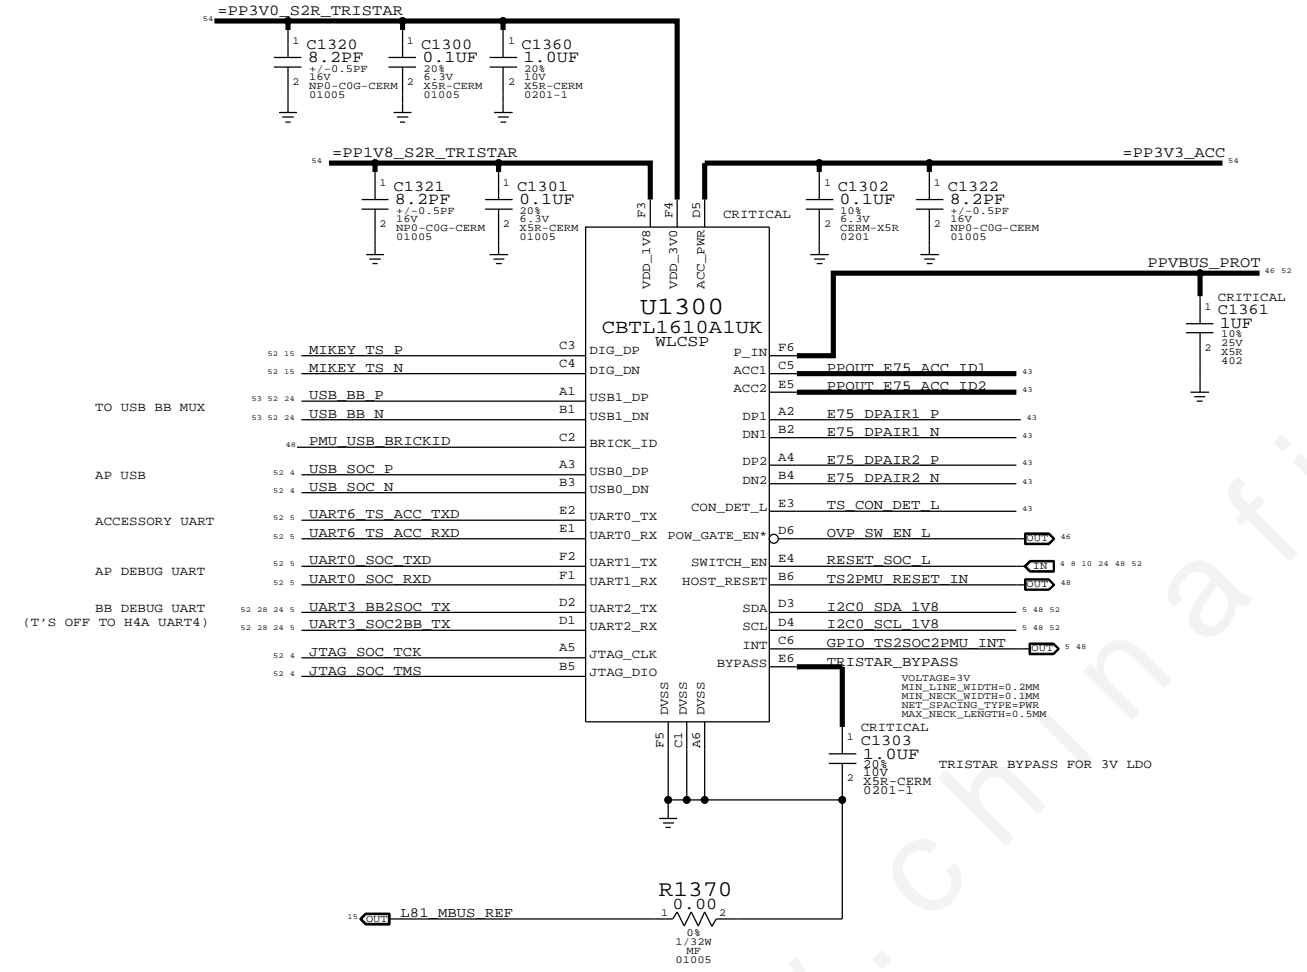 54 =PP3V0_S2R_TRISTAR
1 C1320
8.2PF
+/-0.5PF
16V
2 NP0-C0G-CERM
01005
1 C1300
0.1UF
20%
6.3V
2 X5R-CERM
01005
1 C1360
1.0UF
20%
10V
2 X5R-CERM
0201-1
54 =PP1V8_S2R_TRISTAR
=PP3V3_ACC 54
1 C1321
8.2PF
+/-0.5PF
16V
2 NP0-C0G-CERM
01005
1 C1301
0.1UF
20%
6.3V
2 X5R-CERM
01005
1 C1302
0.1UF
10%
6.3V
2 CERM-X5R
0201
1 C1322
8.2PF
+/-0.5PF
16V
2 NP0-C0G-CERM
01005
F3 F4 D5 CRITICAL
VDD_1V8 VDD_3V0 ACC_PWR
PPVBUS_PROT 46 52
CRITICAL
1 C1361
1UF
10%
25V
2 X5R
402
U1300
CBTL1610A1UK
WLCSP
52 15 MIKEY_TS_P C3 DIG_DP
52 15 MIKEY_TS_N C4 DIG_DN
TO USB BB MUX
53 52 24 USB_BB_P A1 USB1_DP
53 52 24 USB_BB_N B1 USB1_DN
48 PMU_USB_BRICKID C2 BRICK_ID
AP USB
52 4 USB_SOC_P A3 USB0_DP
52 4 USB_SOC_N B3 USB0_DN
ACCESSORY UART
52 5 UART6_TS_ACC_TXD E2 UART0_TX
52 5 UART6_TS_ACC_RXD E1 UART0_RX
AP DEBUG UART
52 5 UART0_SOC_TXD F2 UART1_TX
52 5 UART0_SOC_RXD F1 UART1_RX
BB DEBUG UART
(T'S OFF TO H4A UART4)
52 28 24 5 UART3_BB2SOC_TX D2 UART2_TX
52 28 24 5 UART3_SOC2BB_TX D1 UART2_RX
52 4 JTAG_SOC_TCK A5 JTAG_CLK
52 4 JTAG_SOC_TMS B5 JTAG_DIO
P_IN F6
ACC1 C5 PPOUT_E75_ACC_ID1 43
ACC2 E5 PPOUT_E75_ACC_ID2 43
DP1 A2 E75_DPAIR1_P 43
DN1 B2 E75_DPAIR1_N 43
DP2 A4 E75_DPAIR2_P 43
DN2 B4 E75_DPAIR2_N 43
CON_DET_L E3 TS_CON_DET_L 43
POW_GATE_EN* D6 OVP_SW_EN_L OUT 46
SWITCH_EN E4 RESET_SOC_L IN 4 8 10 24 48 52
HOST_RESET B6 TS2PMU_RESET_IN OUT 48
SDA D3 I2C0_SDA_1V8 5 48 52
SCL D4 I2C0_SCL_1V8 5 48 52
INT C6 GPIO_TS2SOC2PMU_INT OUT 5 48
BYPASS E6 TRISTAR_BYPASS
VOLTAGE=3V
MIN_LINE_WIDTH=0.2MM
MIN_NECK_WIDTH=0.1MM
NET_SPACING_TYPE=PWR
MAX_NECK_LENGTH=0.5MM
DVSS DVSS DVSS
F5 C1 A6
CRITICAL
1 C1303
1.0UF
20%
10V
2 X5R-CERM
0201-1
TRISTAR BYPASS FOR 3V LDO
R1370
0.00
15 OUT L81_MBUS_REF 1 2
0%
1/32W
MF
01005
.chinafi